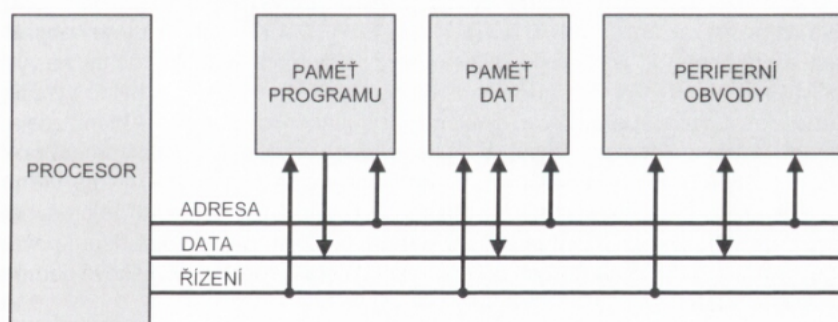 PAMĚŤ
PROGRAMU
PAMĚŤ
DAT
PERIFERNÍ
OBVODY
PROCESOR
ADRESA
DATA
ŘÍZENÍ